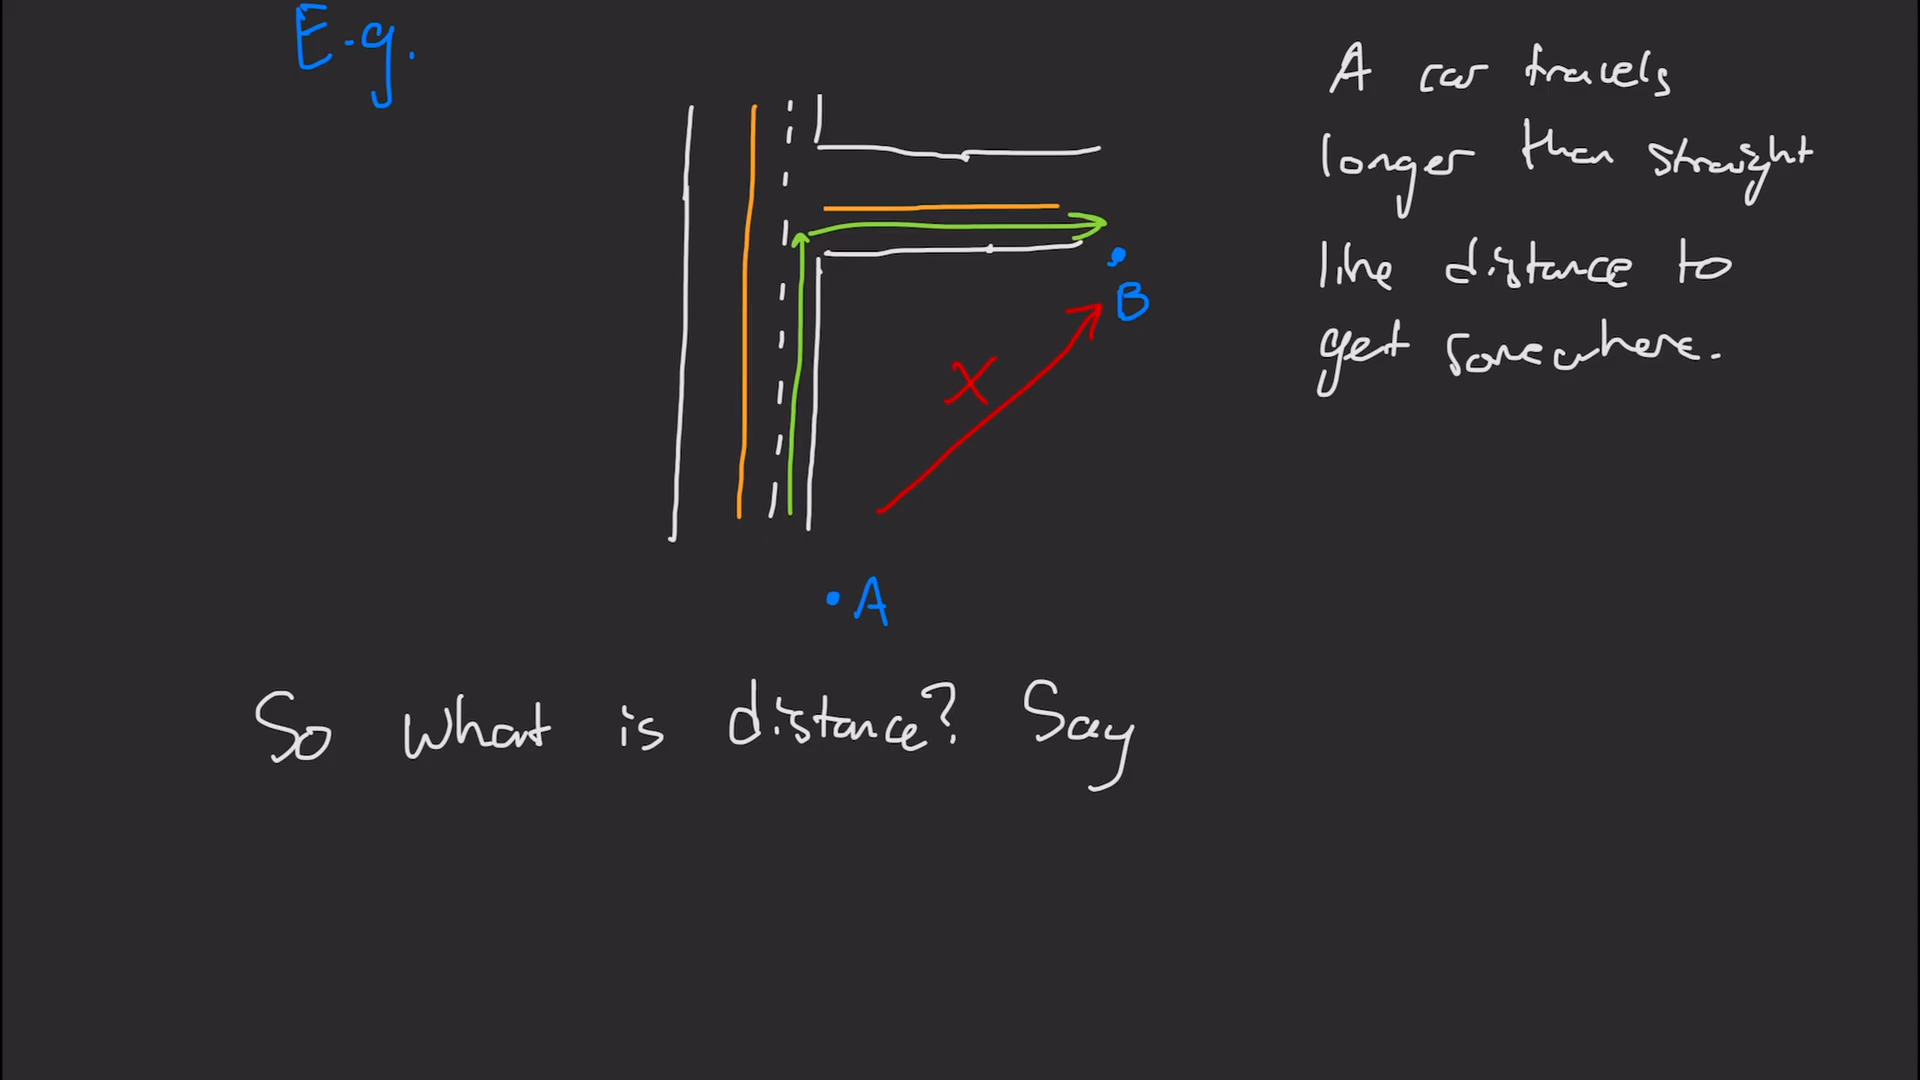 E.g.
A car travels
longer than straight
line distance to
get somewhere.
X
B
A
So what is distance? Say